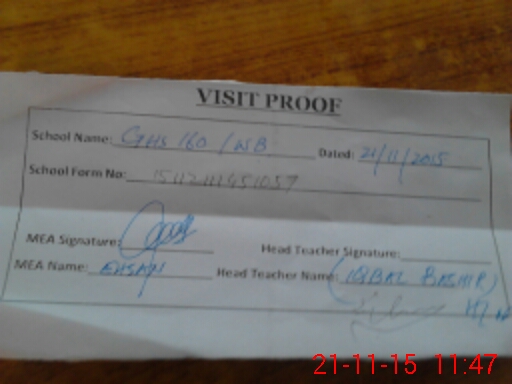 VISIT PROOF
School Name: GHS 160 /WB Dated: 21/11/2015
School Form No:
MEA Signature: Head Teacher Signature:
MEA Name: EHSAN Head Teacher Name: (IQBAL BASHIR)
21-11-15 11:47